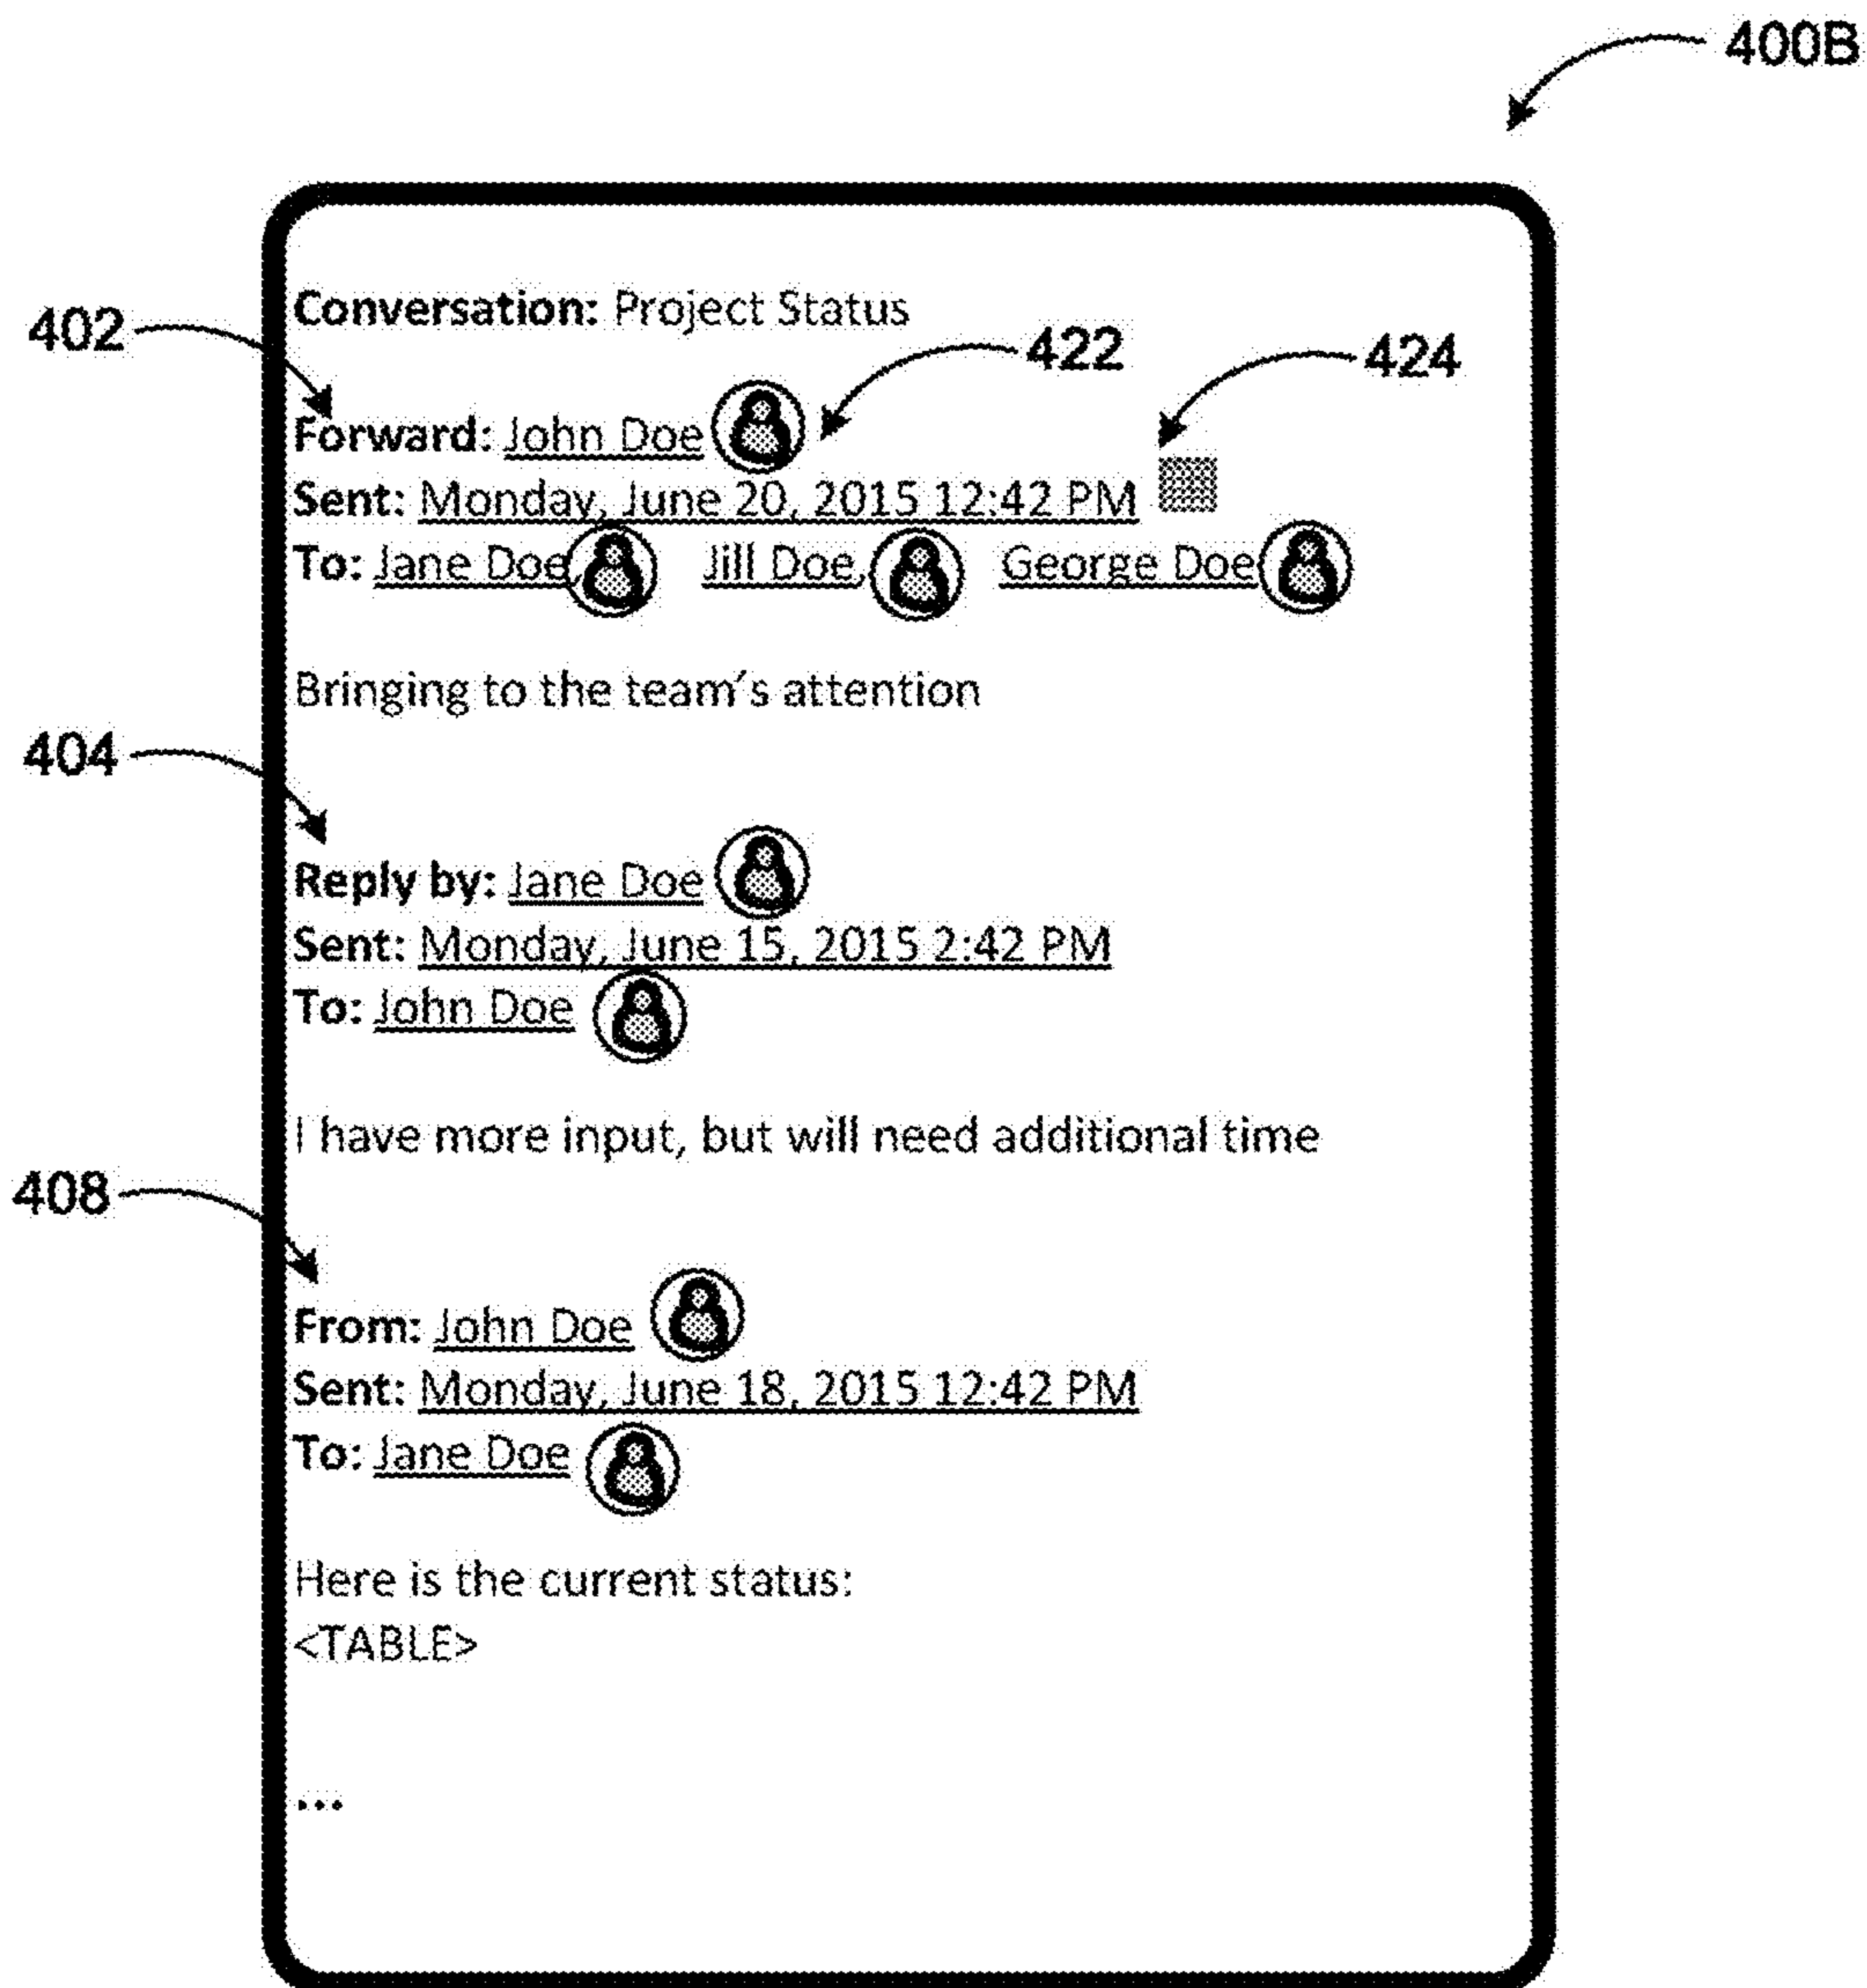 400B
Conversation: Project Status
402
422
424
Forward: John Doe
Sent: Monday, June 20, 2015 12:42 PM
To: Jane Doe, Jill Doe, George Doe
Bringing to the team's attention
404
Reply by: Jane Doe
Sent: Monday, June 15, 2015 2:42 PM
To: John Doe
I have more input, but will need additional time
408
From: John Doe
Sent: Monday, June 18, 2015 12:42 PM
To: Jane Doe
Here is the current status:
<TABLE>
...